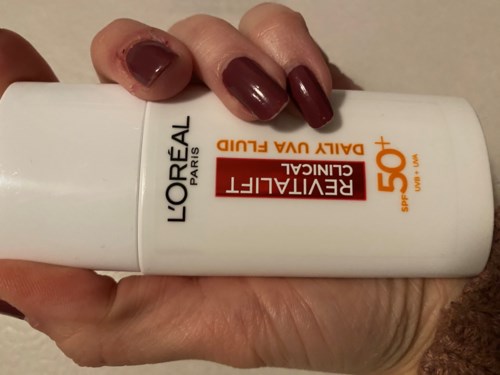 L'ORÉAL
PARIS
REVITALIFT
CLINICAL
DAILY UVA FLUID
SPF 50+
UVB + UVA